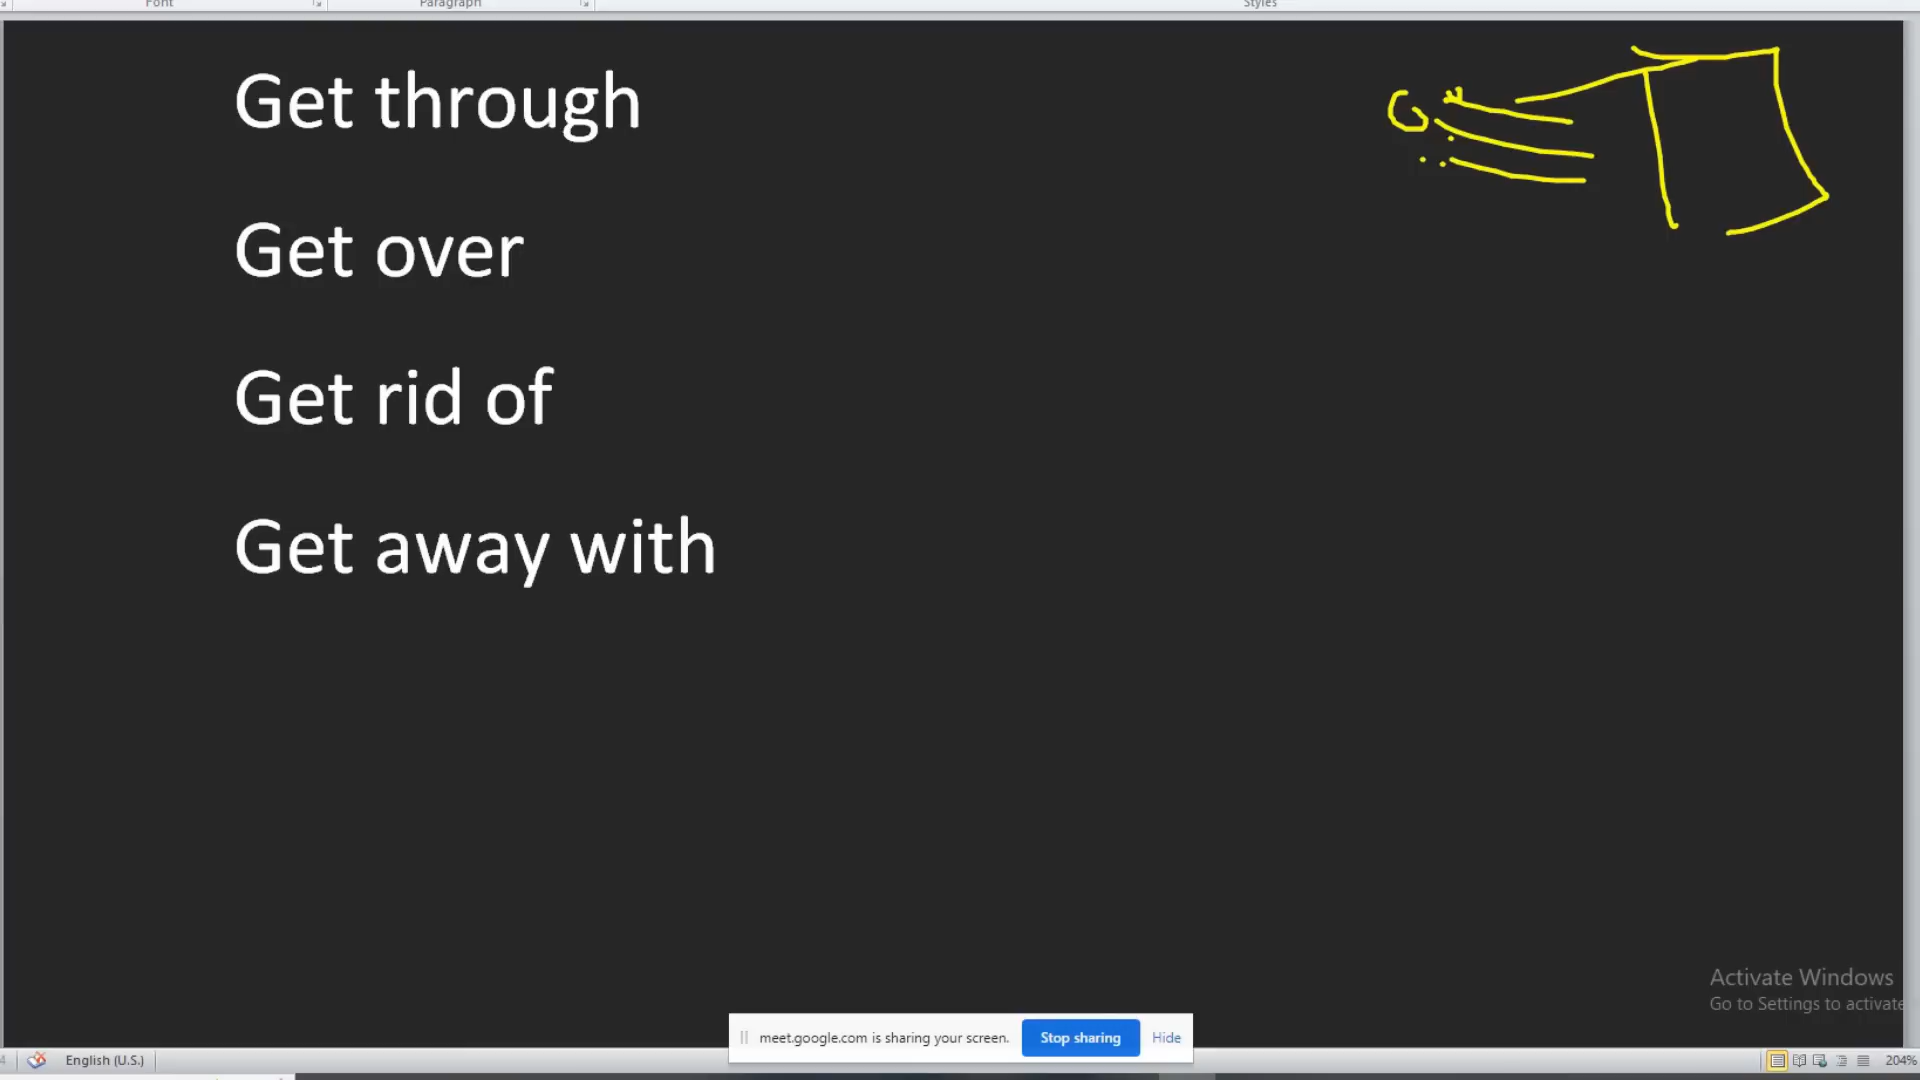 Font Paragraph Styles
Get through
Get over
Get rid of
Get away with
Activate Windows
Go to Settings to activate
meet.google.com is sharing your screen. Stop sharing Hide
English (U.S.) 204%